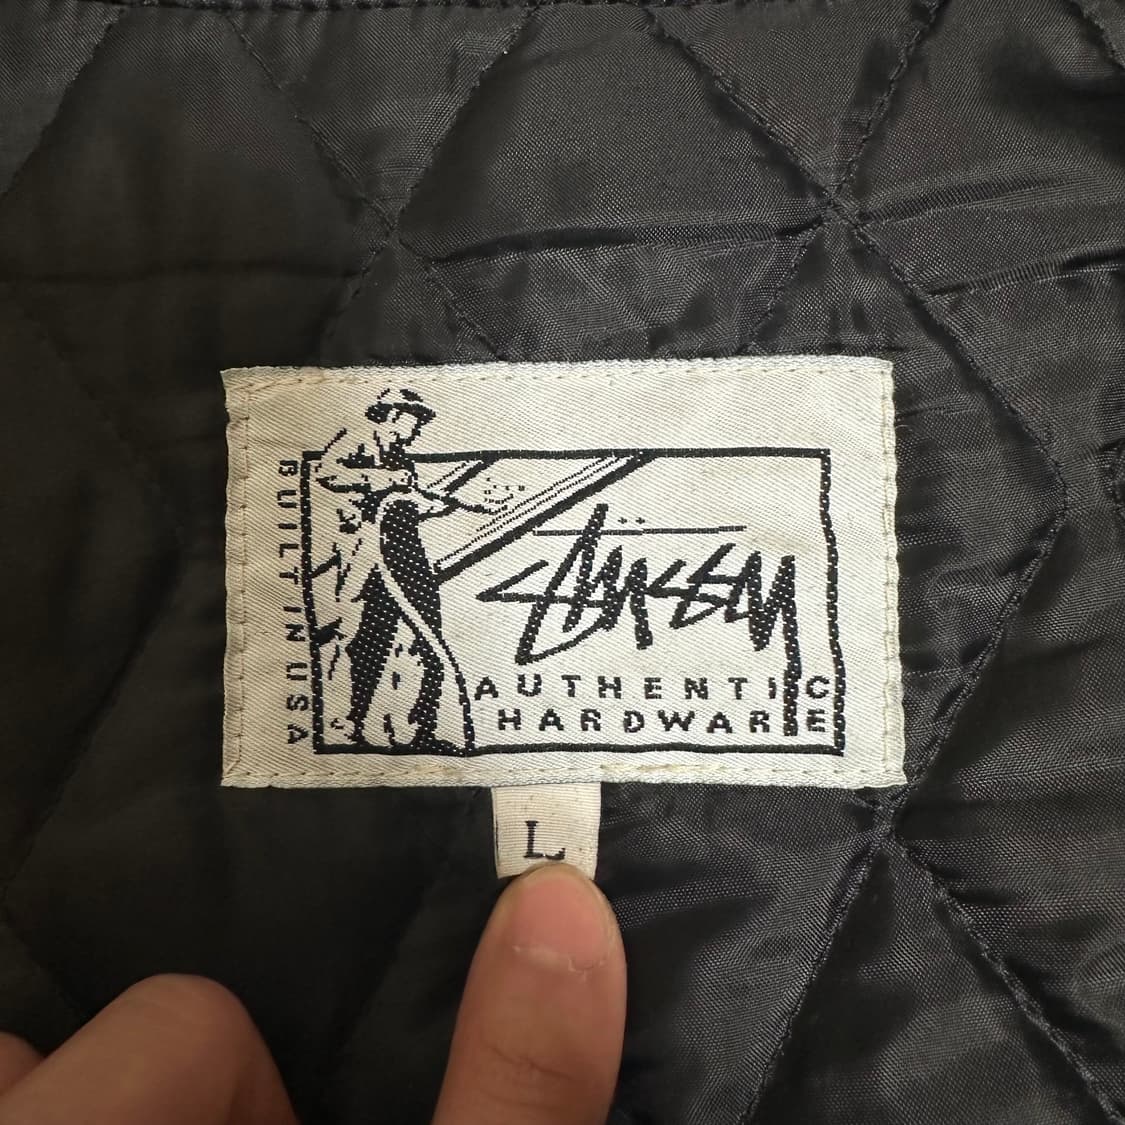 BUILT IN USA
Stüssy
AUTHENTIC
HARDWARE
L